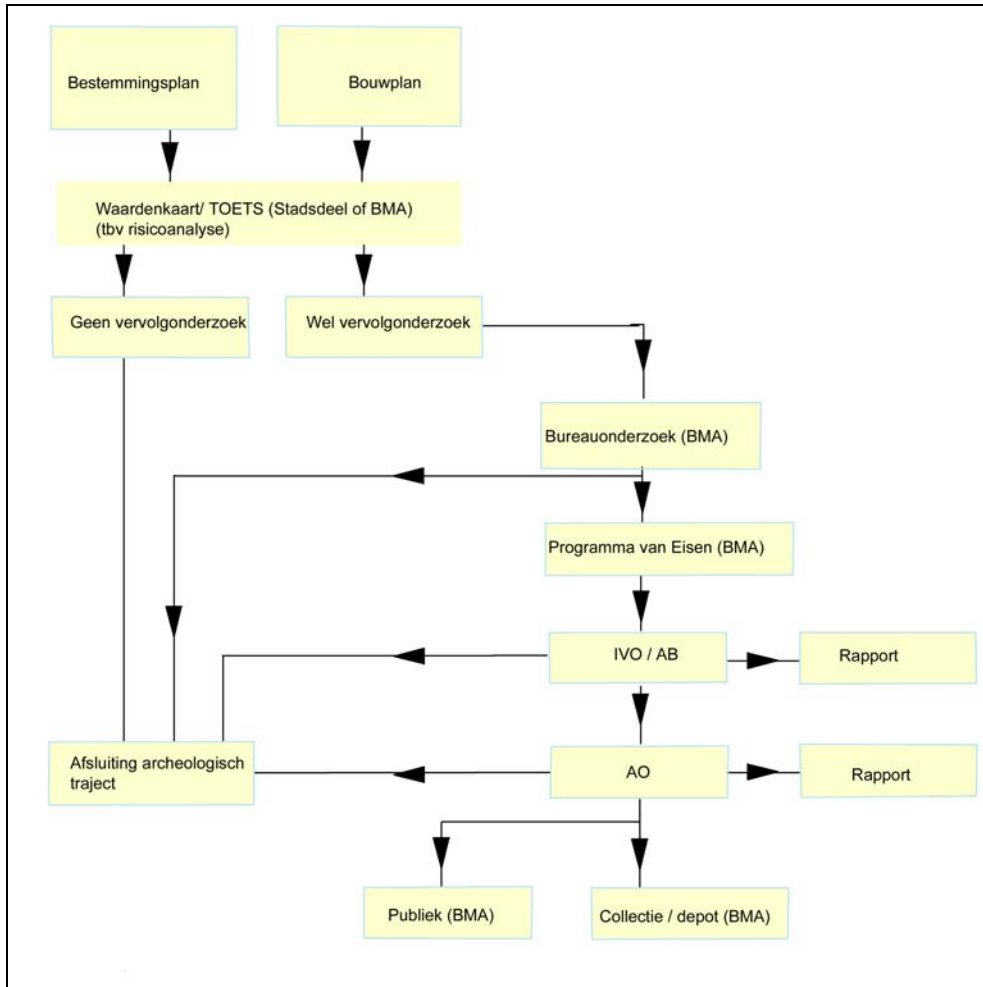 Bestemmingsplan
Bouwplan
Waardenkaart/ TOETS (Stadsdeel of BMA)
(tbv risicoanalyse)
Geen vervolgonderzoek
Wel vervolgonderzoek
Bureauonderzoek (BMA)
Programma van Eisen (BMA)
IVO / AB
Rapport
Afsluiting archeologisch
traject
AO
Rapport
Publiek (BMA)
Collectie / depot (BMA)